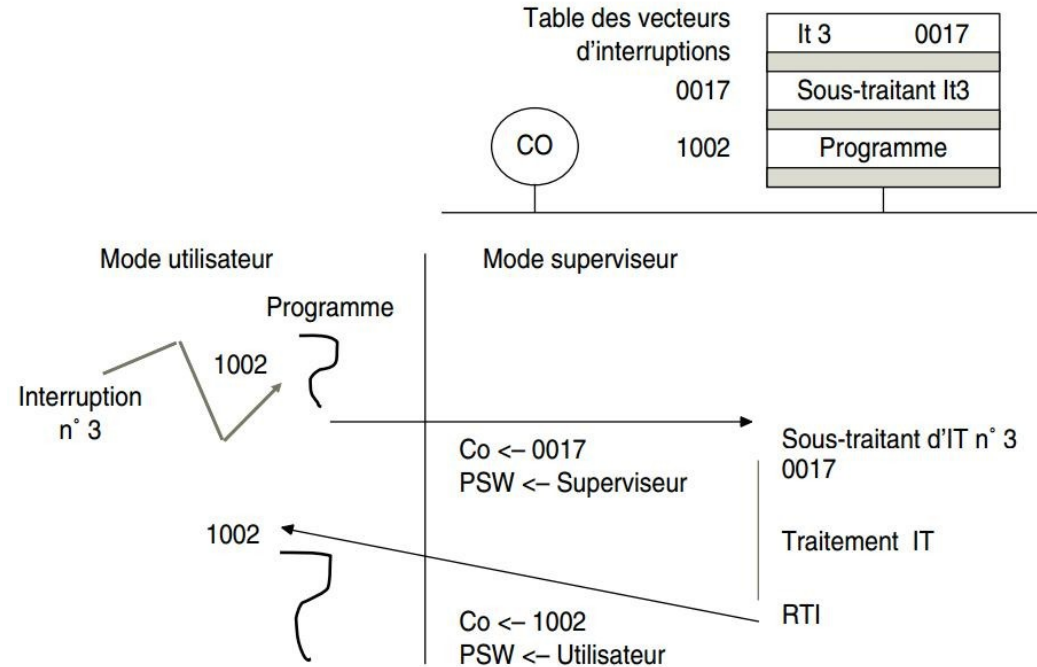 Table des vecteurs
d'interruptions
It 3 0017
0017 Sous-traitant It3
CO
1002 Programme
Mode utilisateur
Mode superviseur
Programme
1002
Interruption
n° 3
Co <– 0017
PSW <– Superviseur
Sous-traitant d'IT n° 3
0017
1002
Traitement IT
RTI
Co <– 1002
PSW <– Utilisateur